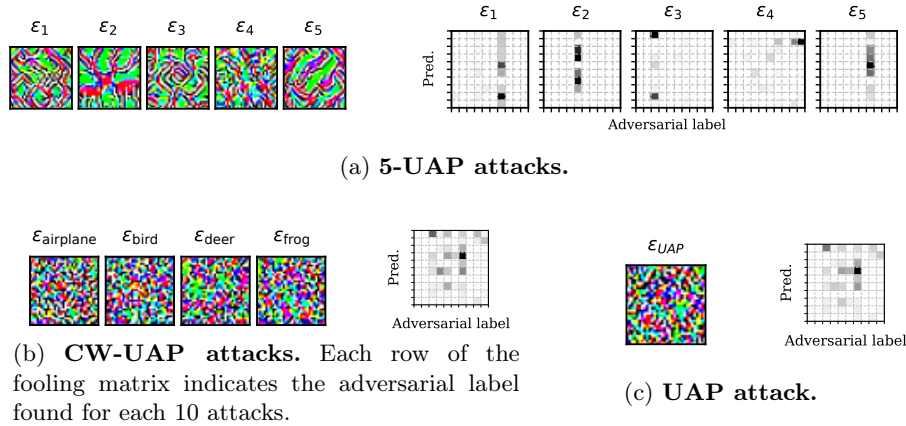 ε1 ε2 ε3 ε4 ε5
ε1 ε2 ε3 ε4 ε5
Pred.
Adversarial label
(a) 5-UAP attacks.
εairplane εbird εdeer εfrog
Pred.
Adversarial label
(b) CW-UAP attacks. Each row of the
fooling matrix indicates the adversarial label
found for each 10 attacks.
εUAP
Pred.
Adversarial label
(c) UAP attack.